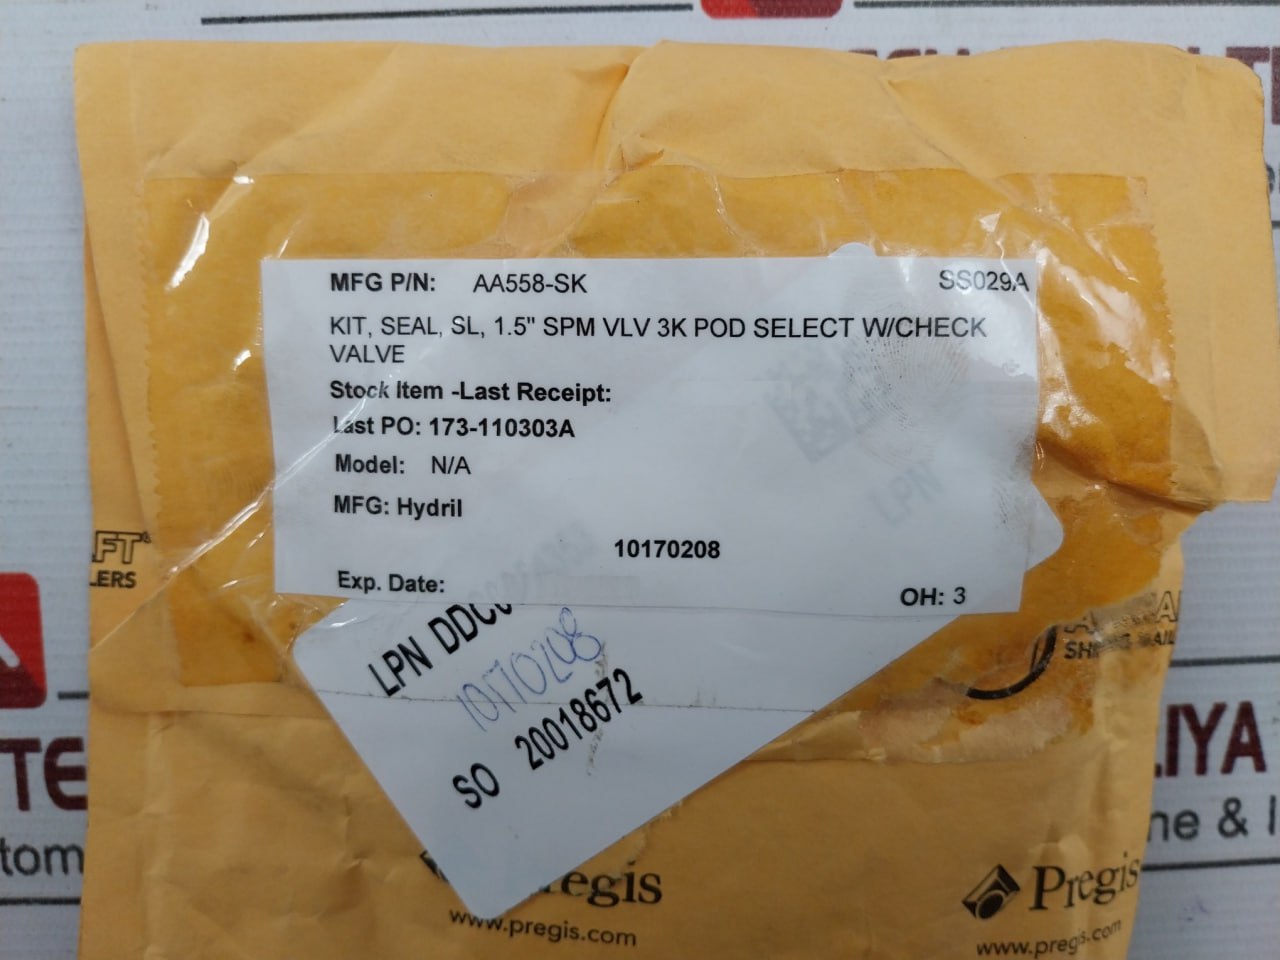 MFG P/N: AA558-SK SS029A
KIT, SEAL, SL, 1.5" SPM VLV 3K POD SELECT W/CHECK
VALVE
Stock Item -Last Receipt:
Last PO: 173-110303A
Model: N/A
MFG: Hydril
10170208
Exp. Date:
OH: 3
LPN
LPN
10170208
SO 20018672
Pregis
www.pregis.com
Pregis
www.pregis.com